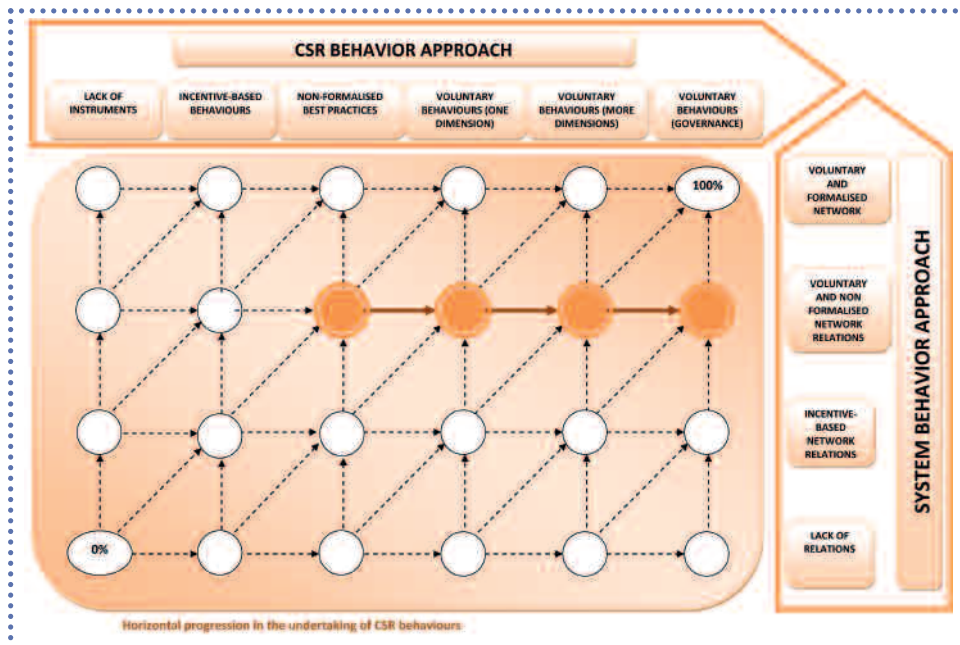 CSR BEHAVIOR APPROACH
LACK OF
INSTRUMENTS
INCENTIVE-BASED
BEHAVIOURS
NON-FORMALISED
BEST PRACTICES
VOLUNTARY
BEHAVIOURS (ONE
DIMENSION)
VOLUNTARY
BEHAVIOURS (MORE
DIMENSIONS)
VOLUNTARY
BEHAVIOURS
(GOVERNANCE)
100%
VOLUNTARY
AND
FORMALISED
NETWORK
VOLUNTARY
AND NON
FORMALISED
NETWORK
RELATIONS
INCENTIVE-
BASED
NETWORK
RELATIONS
LACK OF
RELATIONS
SYSTEM BEHAVIOR APPROACH
0%
Horizontal progression in the undertaking of CSR behaviours